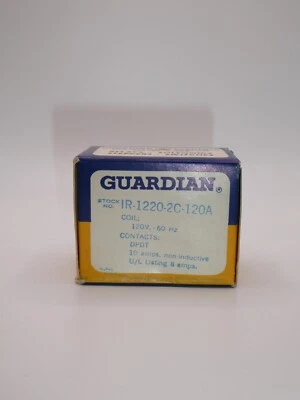 GUARDIAN®
STOCK NO. IR-1220-2C-120A
COIL:
120V. -60 Hz
CONTACTS:
DPDT
10 amps. non inductive
U/L Listing 8 amps.